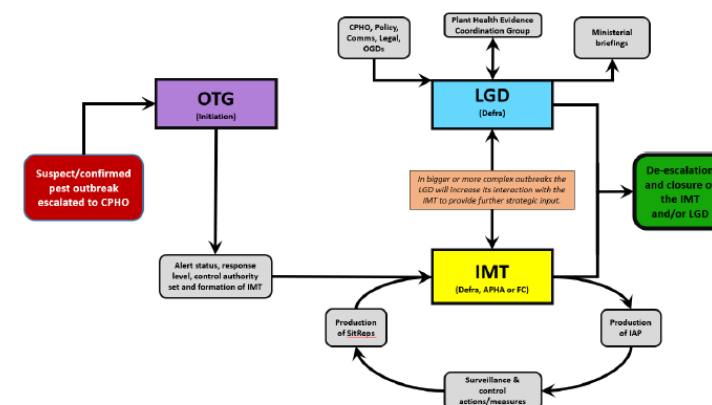 CPHO, Policy,
Comms, Legal,
OGDs
Plant Health Evidence
Coordination Group
Ministerial
briefings
OTG
(Initiation)
LGD
(Defra)
Suspect/confirmed
pest outbreak
escalated to CPHO
In bigger or more complex outbreaks the
LGD will increase its interaction with the
IMT to provide further strategic input.
De-escalation
and closure of
the IMT
and/or LGD
Alert status, response
level, control authority
set and formation of IMT
IMT
(Defra, APHA or FC)
Production
of SitReps
Production
of IAP
Surveillance &
control
actions/measures